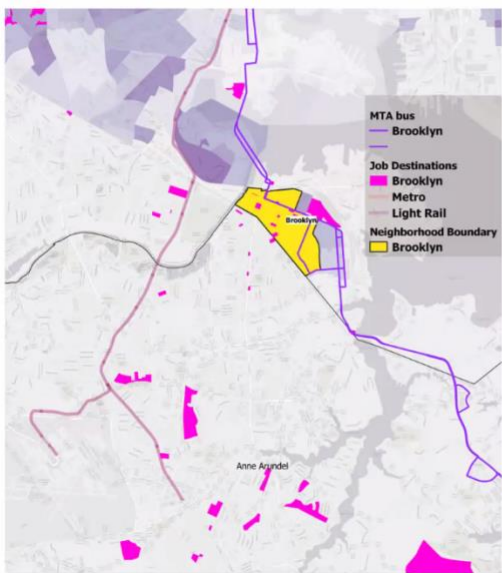 MTA bus
Brooklyn
Job Destinations
Brooklyn
Metro
Light Rail
Neighborhood Boundary
Brooklyn
Brooklyn
Anne Arundel